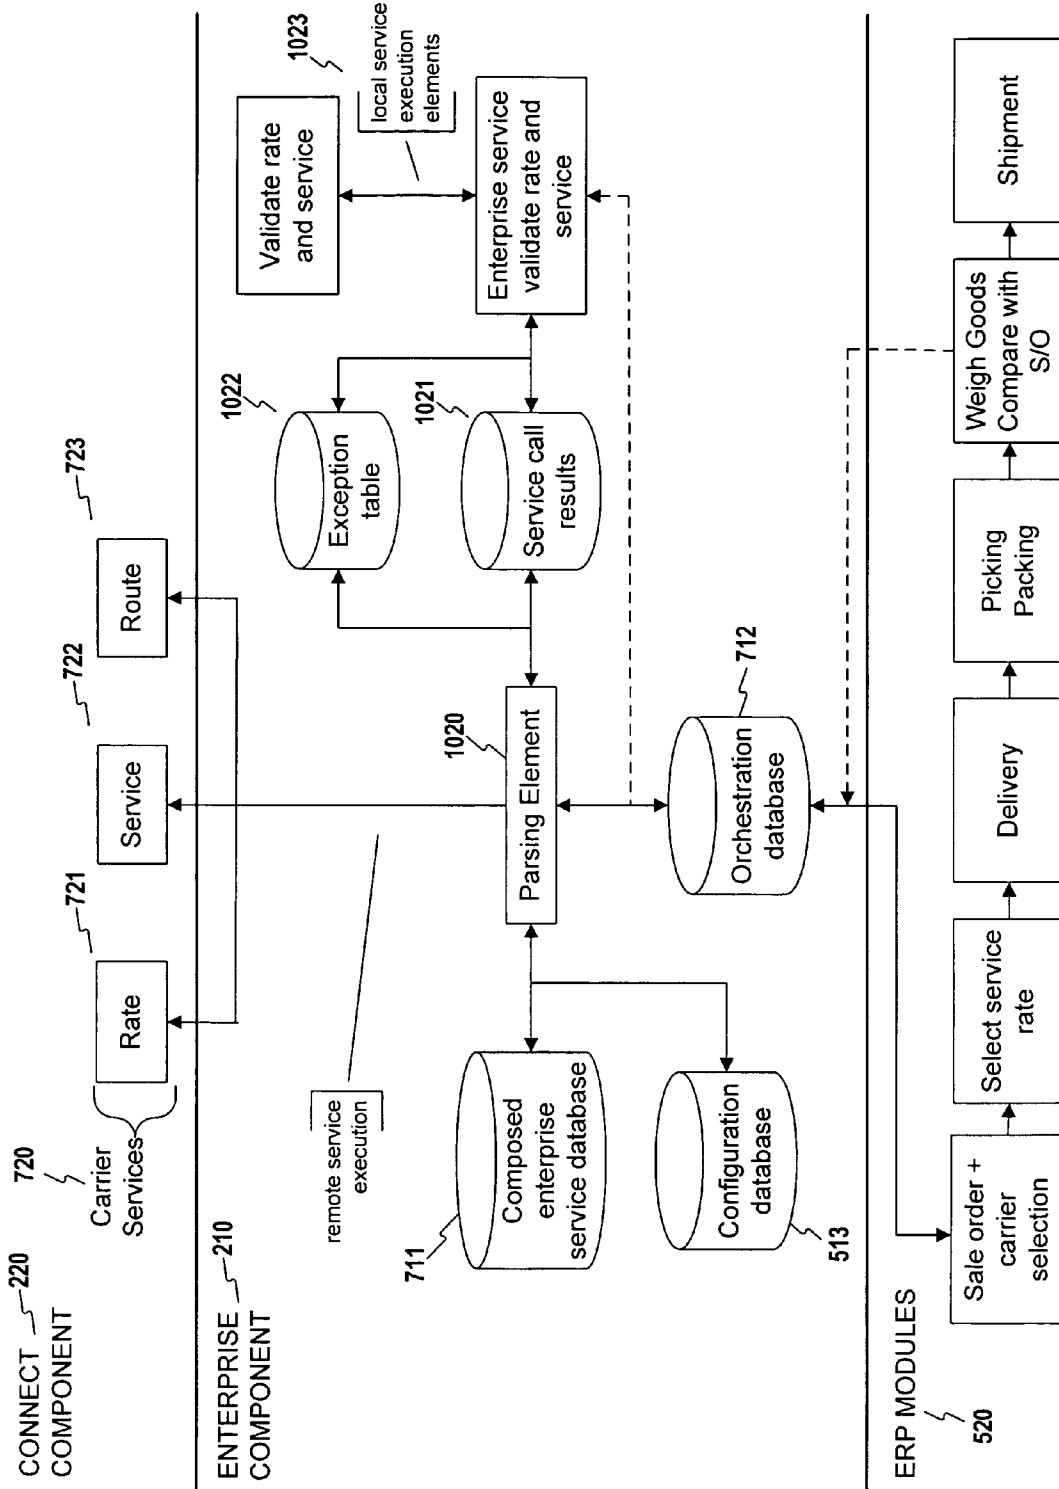 CONNECT
COMPONENT
220
720
Carrier
Services
721
Rate
722
Service
723
Route
ENTERPRISE
COMPONENT
210
remote service
execution
711
Composed
enterprise
service database
Configuration
database
513
1020
Parsing Element
Orchestration
database
712
1022
Exception
table
1021
Service call
results
Validate rate
and service
1023
local service
execution
elements
Enterprise service
validate rate and
service
ERP MODULES
520
Sale order +
carrier
selection
Select service
rate
Delivery
Picking
Packing
Weigh Goods
Compare with
S/O
Shipment